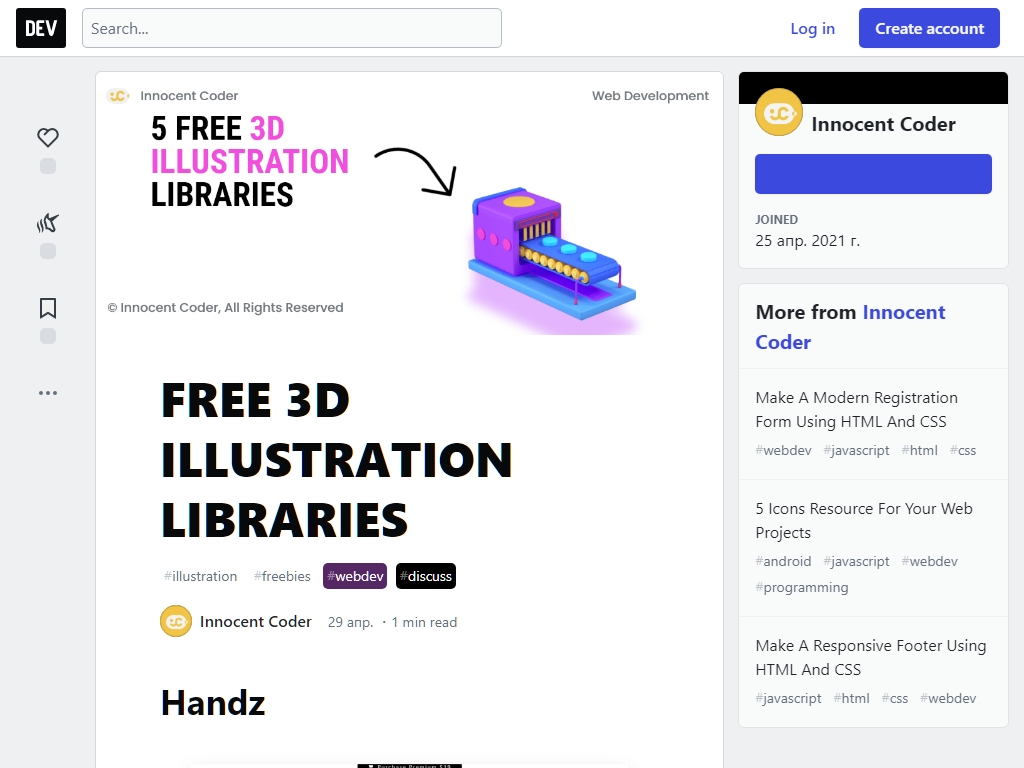 DEV
Search...
Log in
Create account
Innocent Coder
Web Development
5 FREE 3D
ILLUSTRATION
LIBRARIES
© Innocent Coder, All Rights Reserved
FREE 3D
ILLUSTRATION
LIBRARIES
#illustration #freebies #webdev #discuss
Innocent Coder 29 апр. · 1 min read
Handz
Purchase Premium $19
Innocent Coder
JOINED
25 апр. 2021 г.
More from Innocent
Coder
Make A Modern Registration
Form Using HTML And CSS
#webdev #javascript #html #css
5 Icons Resource For Your Web
Projects
#android #javascript #webdev
#programming
Make A Responsive Footer Using
HTML And CSS
#javascript #html #css #webdev